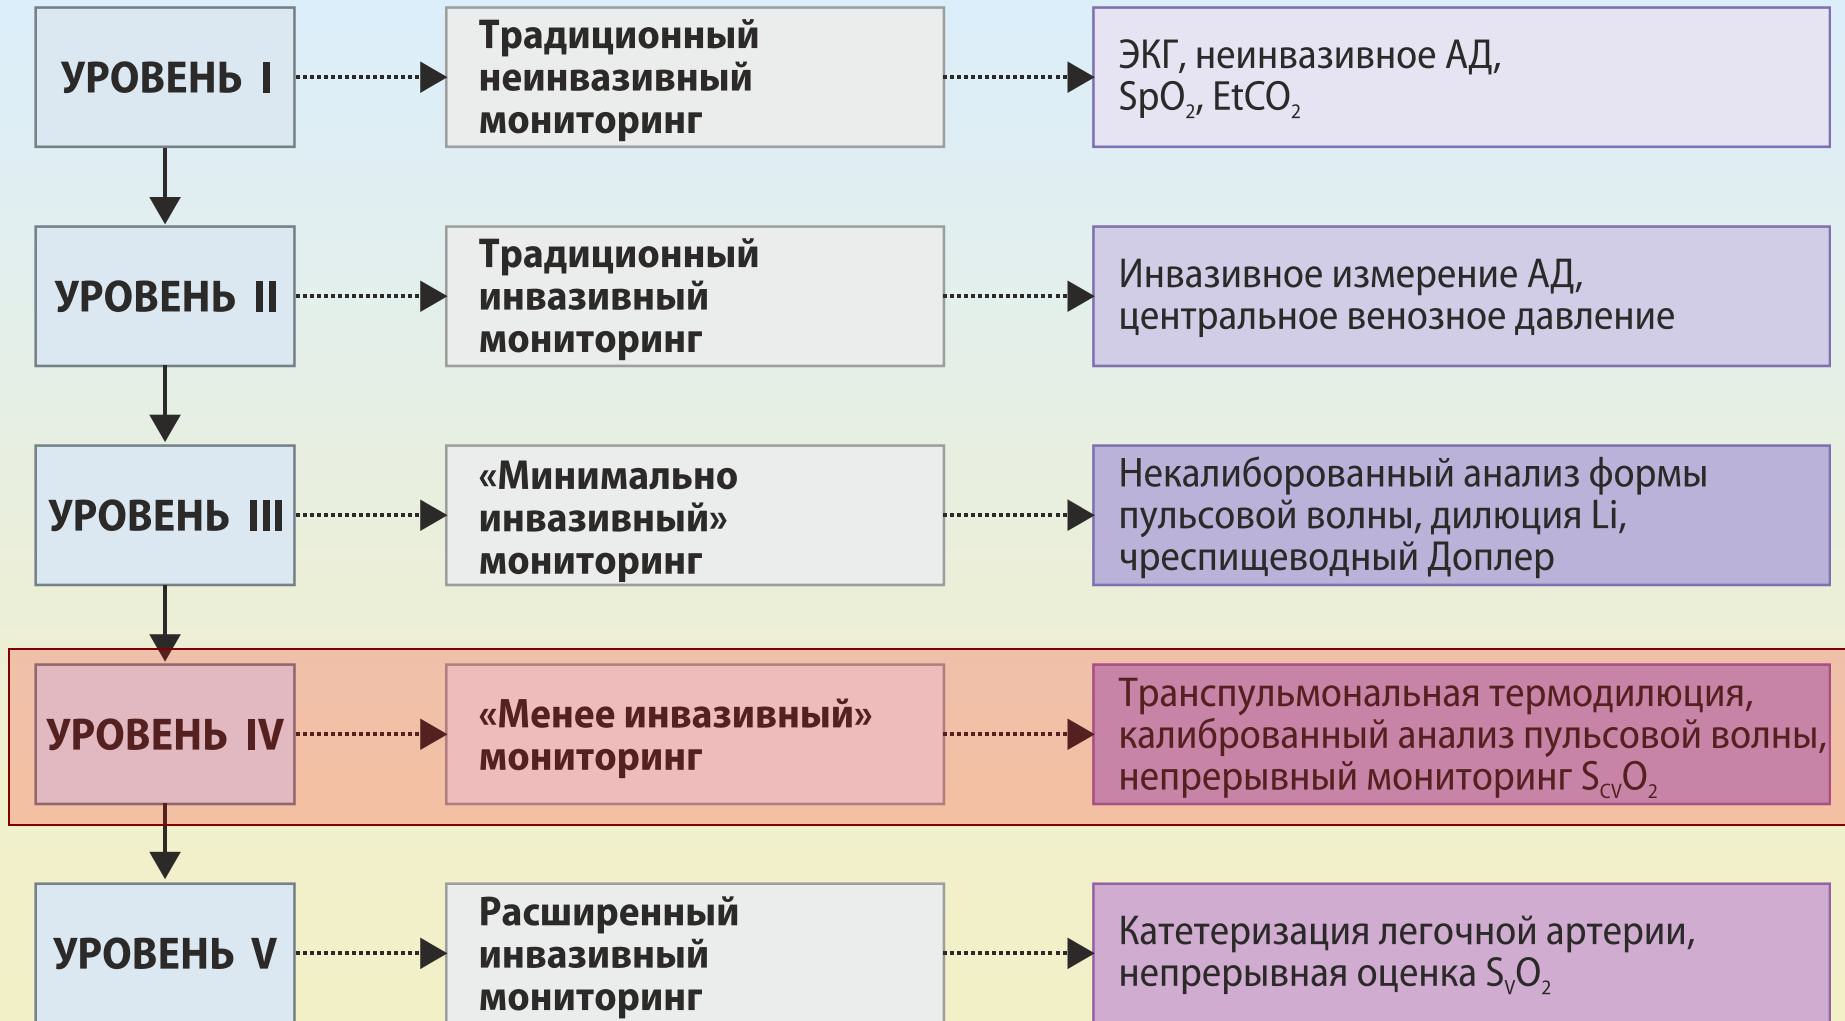 УРОВЕНЬ I
Традиционный
неинвазивный
мониторинг
ЭКГ, неинвазивное АД,
SpO₂, EtCO₂
УРОВЕНЬ II
Традиционный
инвазивный
мониторинг
Инвазивное измерение АД,
центральное венозное давление
УРОВЕНЬ III
«Минимально
инвазивный»
мониторинг
Некалиборованный анализ формы
пульсовой волны, дилюция Li,
чреспищеводный Доплер
УРОВЕНЬ IV
«Менее инвазивный»
мониторинг
Транспульмональная термодилюция,
калиброванный анализ пульсовой волны,
непрерывный мониторинг SCVO₂
УРОВЕНЬ V
Расширенный
инвазивный
мониторинг
Катетеризация легочной артерии,
непрерывная оценка SVO₂